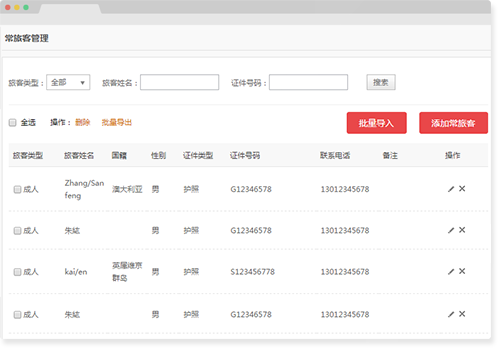 常旅客管理
旅客类型： 全部 旅客姓名： 证件号码： 搜索
全选 操作： 删除 批量导出 批量导入 添加常旅客
旅客类型 旅客姓名 国籍 性别 证件类型 证件号码 联系电话 备注 操作
成人 Zhang/San feng 澳大利亚 男 护照 G12346578 13012345678
成人 朱竑 男 护照 G12346578 13012345678
成人 kai/en 英属维京群岛 男 护照 S123456778 13012345678
成人 朱竑 男 护照 G12346578 13012345678